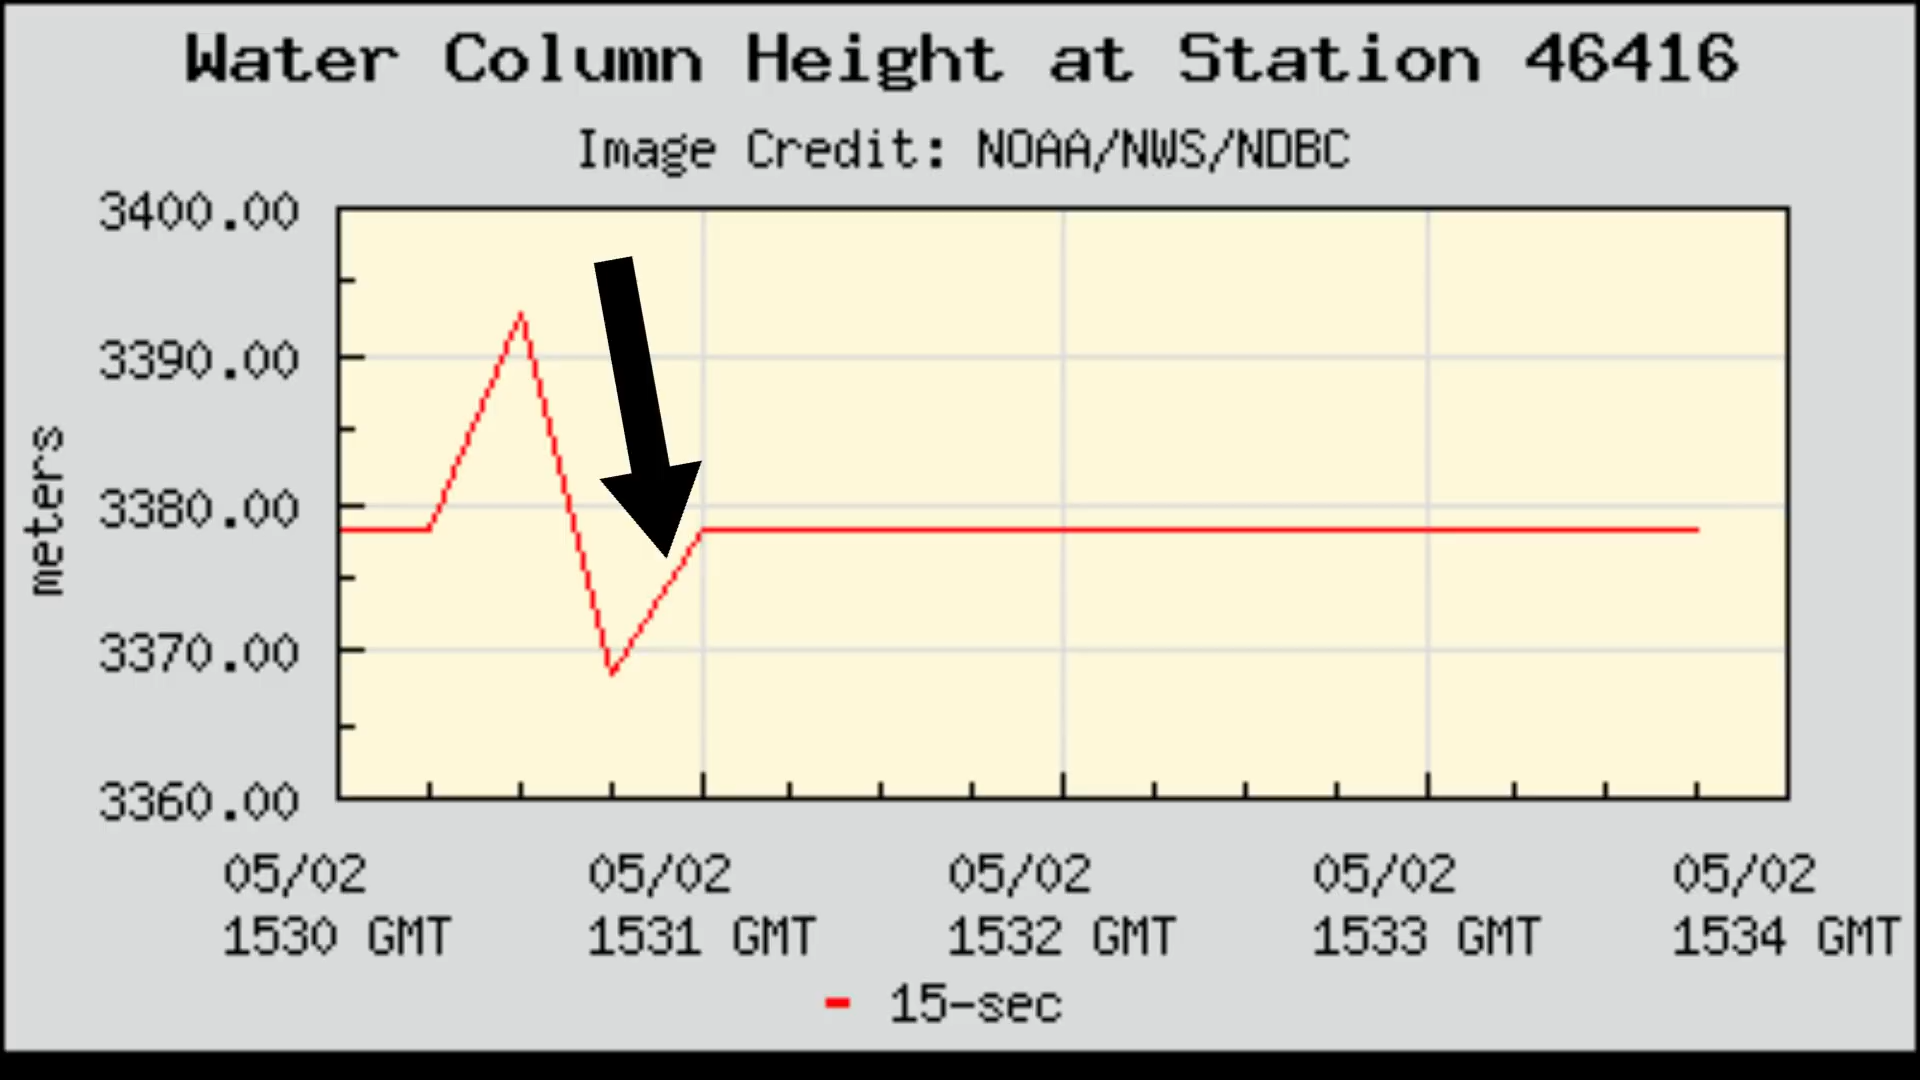 Water Column Height at Station 46416
Image Credit: NOAA/NWS/NDBC
3400.00
3390.00
3380.00
3370.00
3360.00
meters
05/02 05/02 05/02 05/02 05/02
1530 GMT 1531 GMT 1532 GMT 1533 GMT 1534 GMT
15-sec